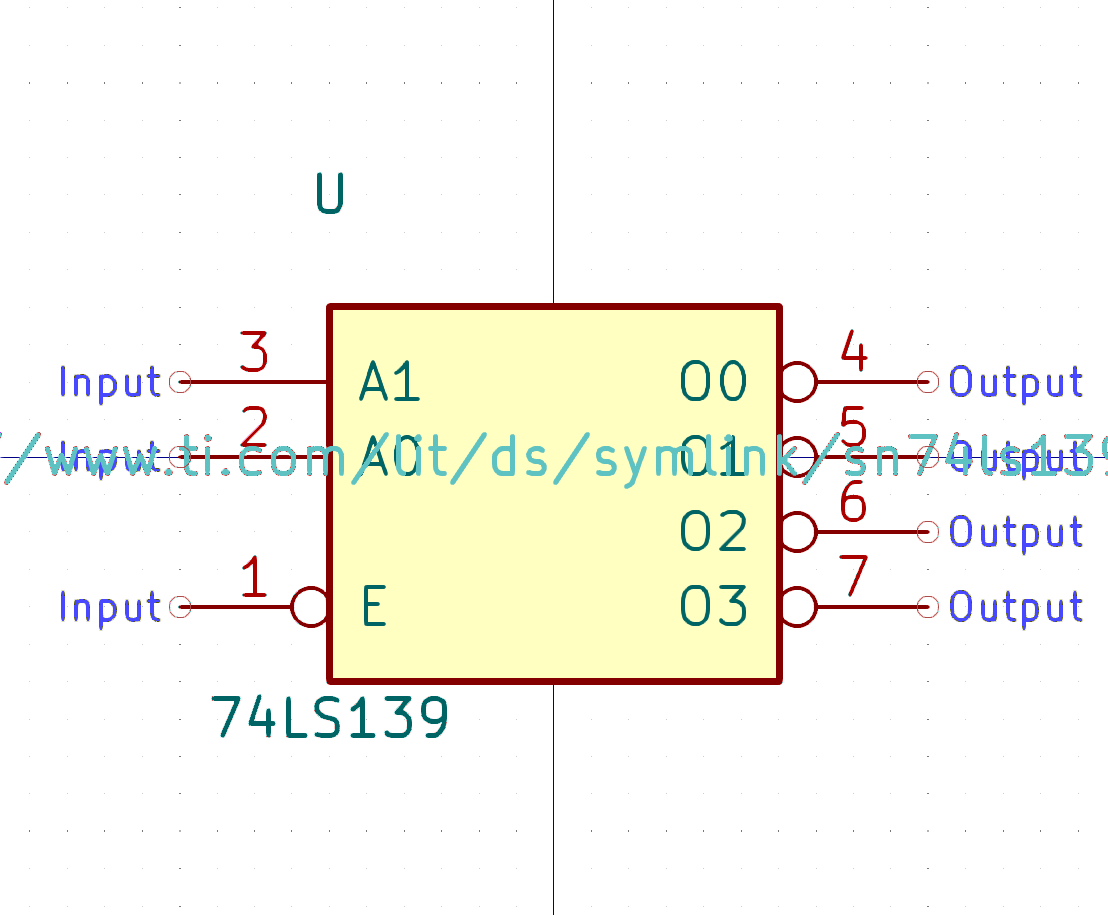 U
3
4
Input
A1
O0
Output
2
5
Input
A0
O1
Output
/www.ti.com/lit/ds/symlink/sn74ls139
6
O2
Output
1
7
Input
E
O3
Output
74LS139